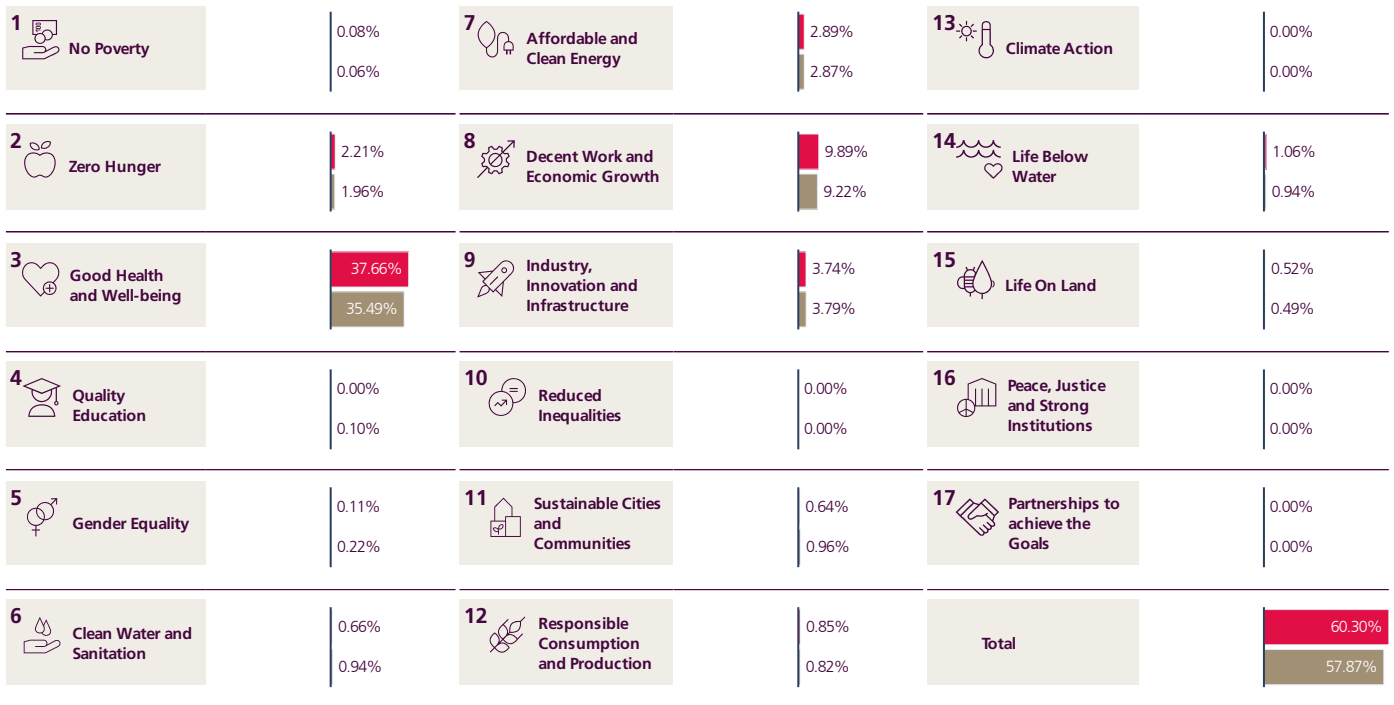 1
No Poverty
0.08%
0.06%
2
Zero Hunger
2.21%
1.96%
3
Good Health
and Well-being
37.66%
35.49%
4
Quality
Education
0.00%
0.10%
5
Gender Equality
0.11%
0.22%
6
Clean Water and
Sanitation
0.66%
0.94%
7
Affordable and
Clean Energy
2.89%
2.87%
8
Decent Work and
Economic Growth
9.89%
9.22%
9
Industry,
Innovation and
Infrastructure
3.74%
3.79%
10
Reduced
Inequalities
0.00%
0.00%
11
Sustainable Cities
and
Communities
0.64%
0.96%
12
Responsible
Consumption
and Production
0.85%
0.82%
13
Climate Action
0.00%
0.00%
14
Life Below
Water
1.06%
0.94%
15
Life On Land
0.52%
0.49%
16
Peace, Justice
and Strong
Institutions
0.00%
0.00%
17
Partnerships to
achieve the
Goals
0.00%
0.00%
Total
60.30%
57.87%